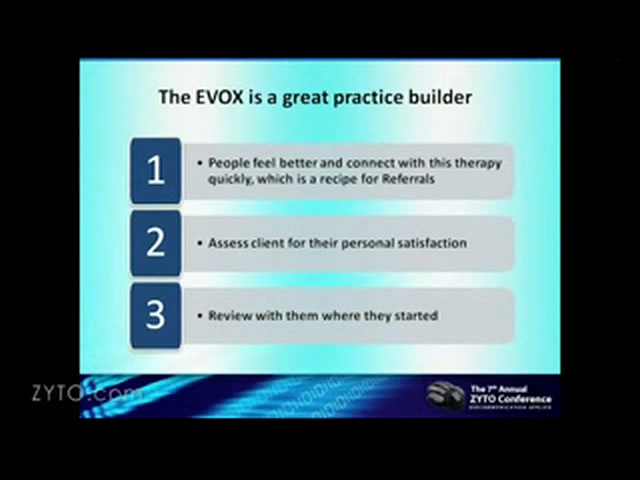 The EVOX is a great practice builder
1
▪ People feel better and connect with this therapy
quickly, which is a recipe for Referrals
2
▪ Assess client for their personal satisfaction
3
▪ Review with them where they started
ZYTO.com
The 7th Annual
ZYTO Conference